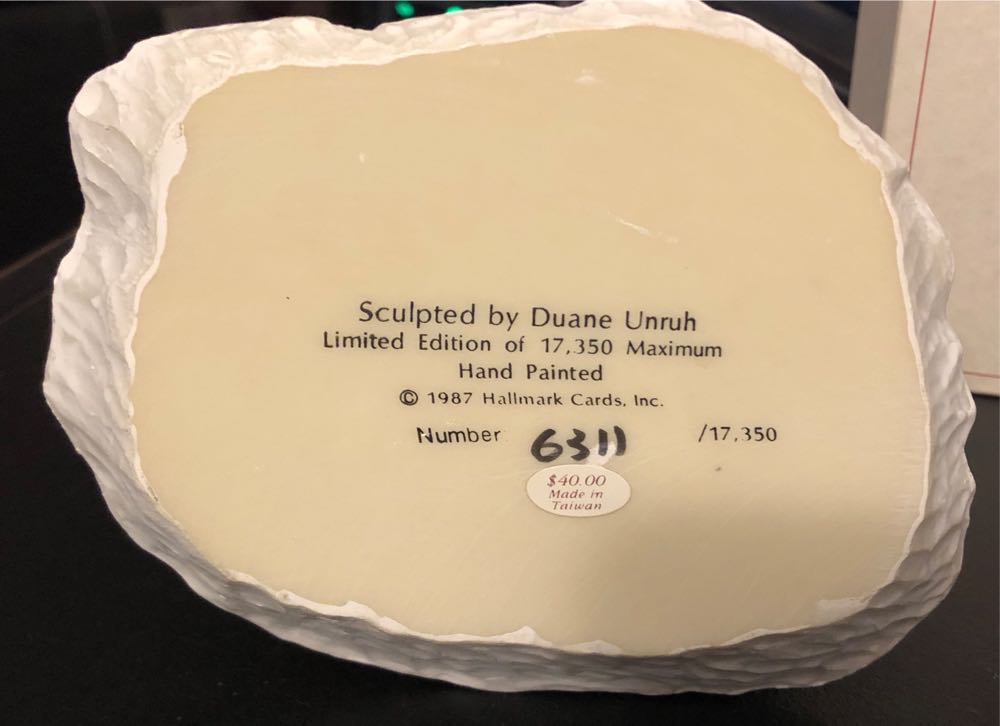 Sculpted by Duane Unruh
Limited Edition of 17,350 Maximum
Hand Painted
© 1987 Hallmark Cards, Inc.
Number 6311 /17,350
$40.00
Made in
Taiwan